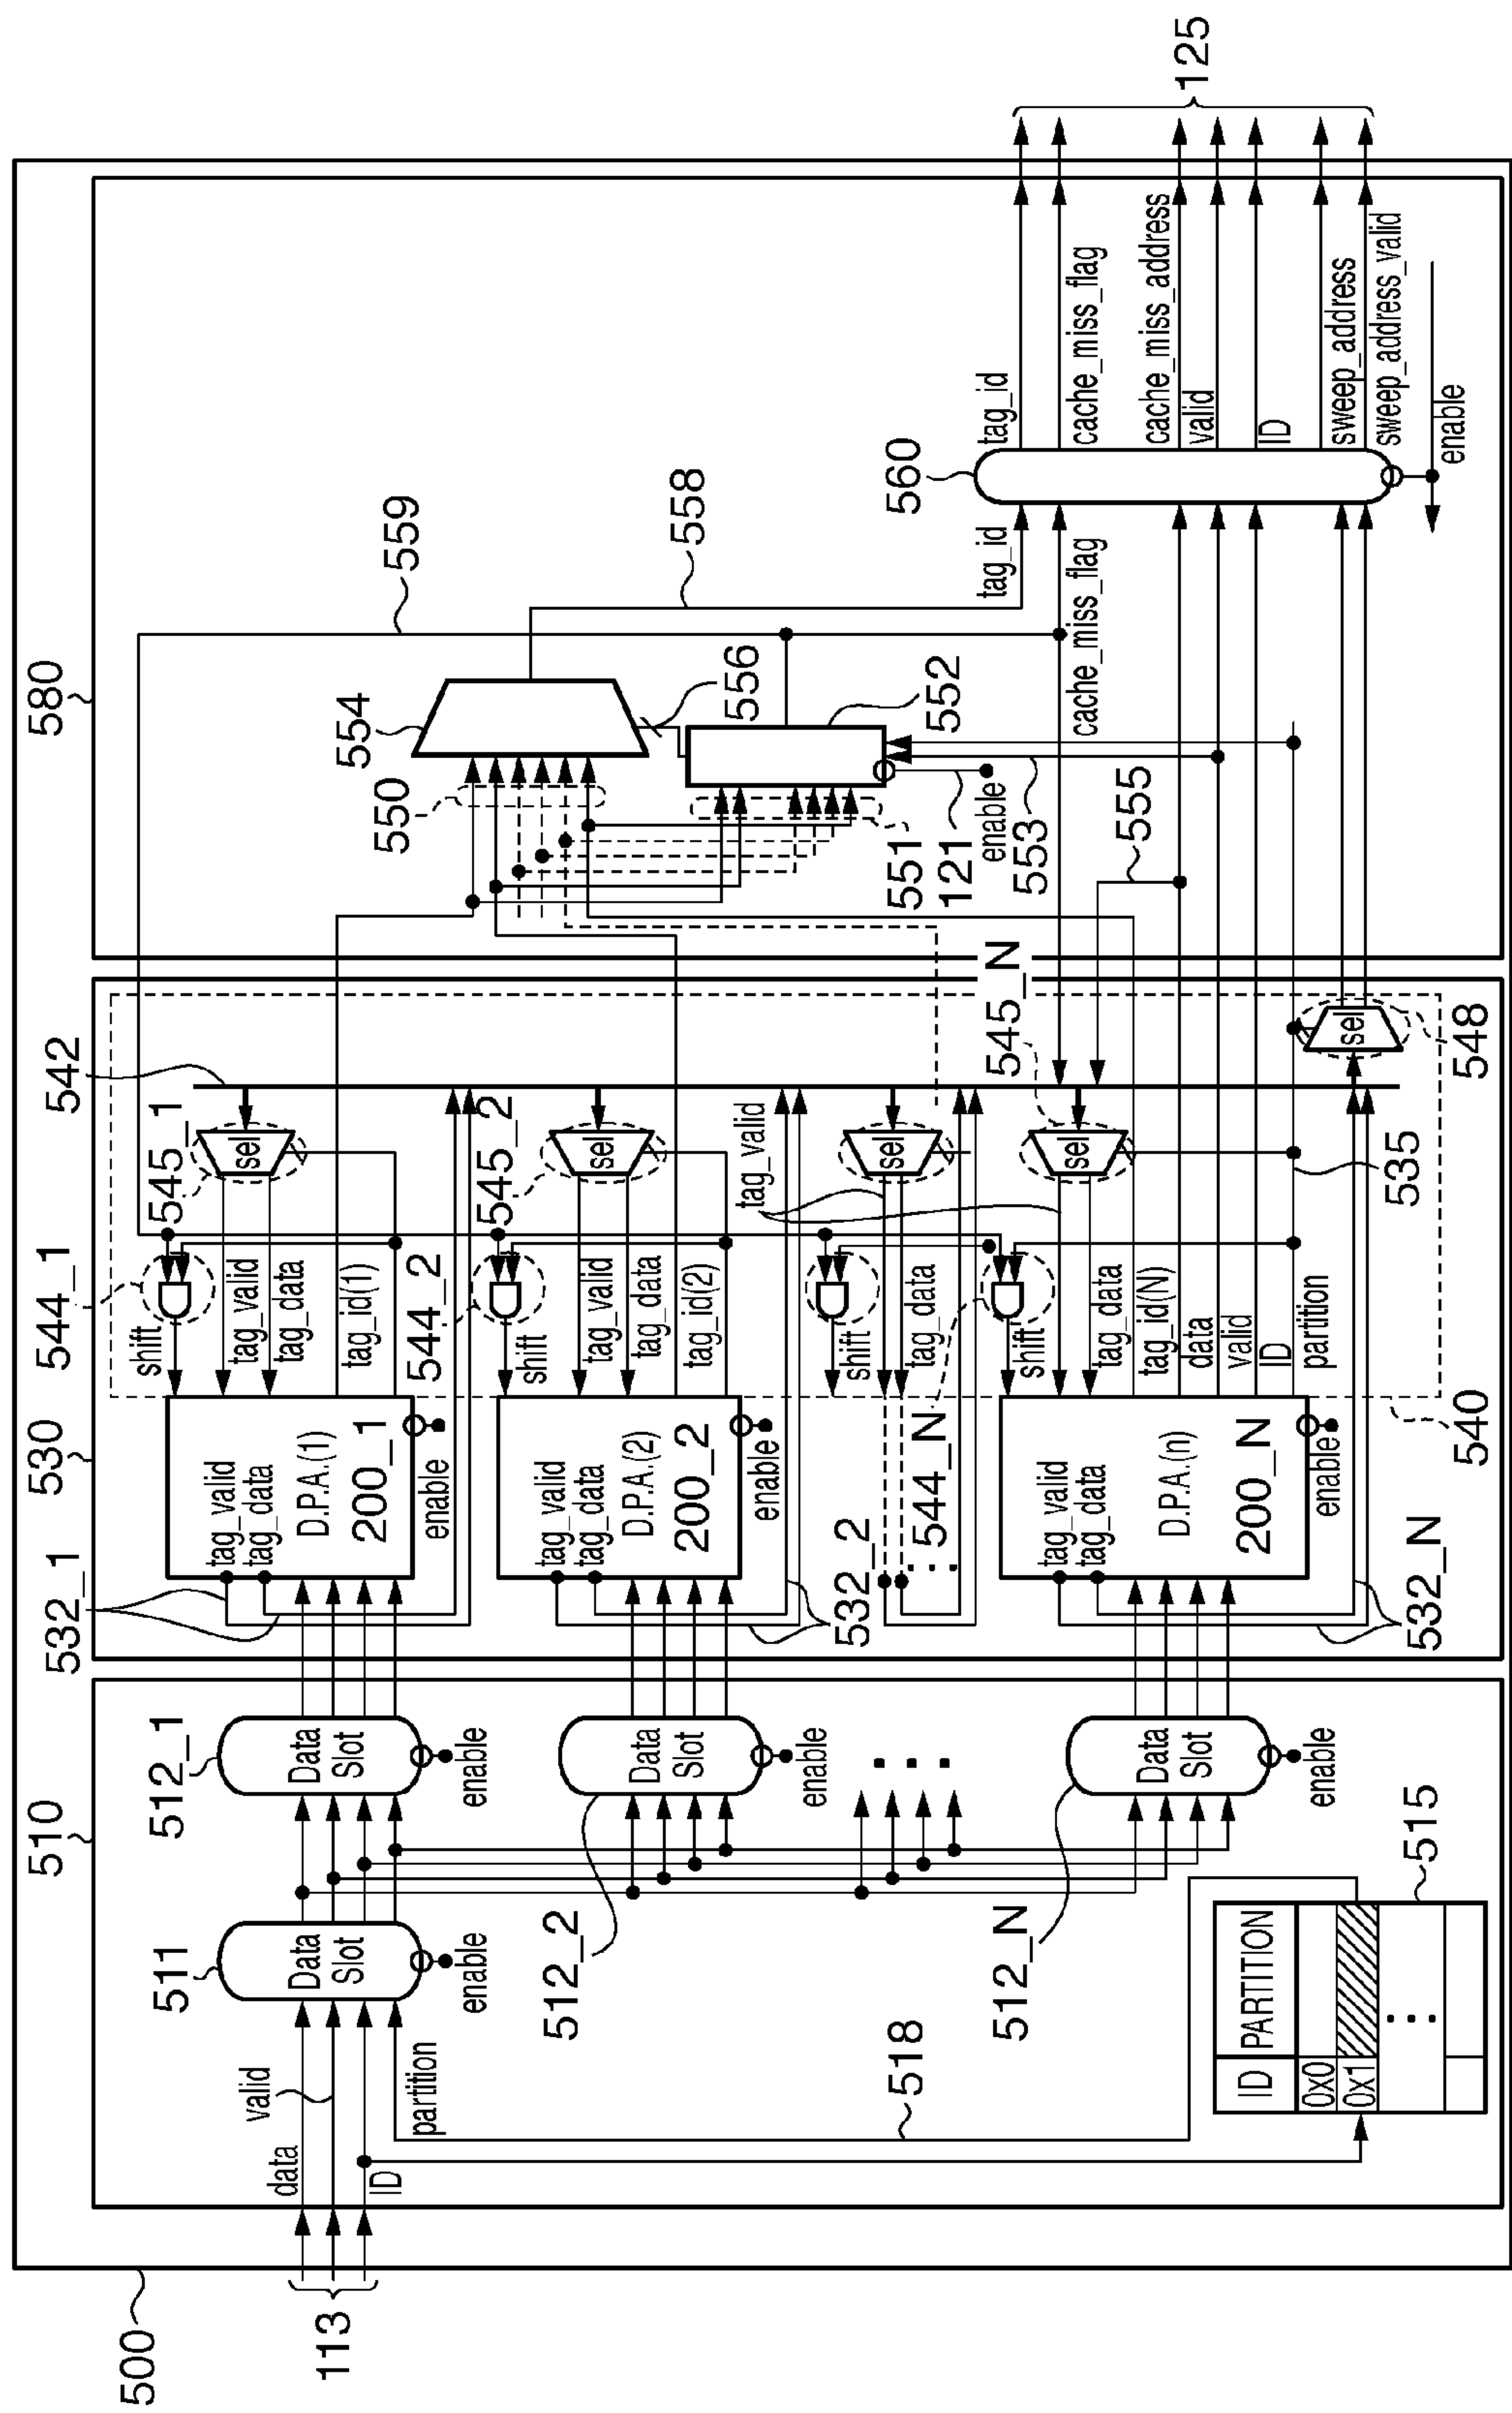 500
113
data
valid
ID
510
511
Data
Slot
enable
partition
518
ID
PARTITION
0x0
0x1
515
512_1
Data
Slot
enable
512_2
Data
Slot
enable
512_N
Data
Slot
enable
530
532_1
tag_valid
tag_data
D.P.A.(1)
200_1
enable
shift
tag_valid
tag_data
tag_id(1)
544_1
545_1
sel
542
tag_valid
tag_data
D.P.A.(2)
200_2
enable
532_2
shift
tag_valid
tag_data
tag_id(2)
544_2
545_2
sel
544_N
shift
tag_data
tag_valid
sel
545_N
sel
tag_valid
tag_data
D.P.A.(n)
200_N
enable
532_N
shift
tag_data
tag_id(N)
data
valid
ID
partition
540
535
sel
548
580
550
554
559
558
556
552
551
121
enable
553
555
cache_miss_flag
tag_id
560
tag_id
cache_miss_flag
cache_miss_address
valid
ID
sweep_address
sweep_address_valid
enable
125